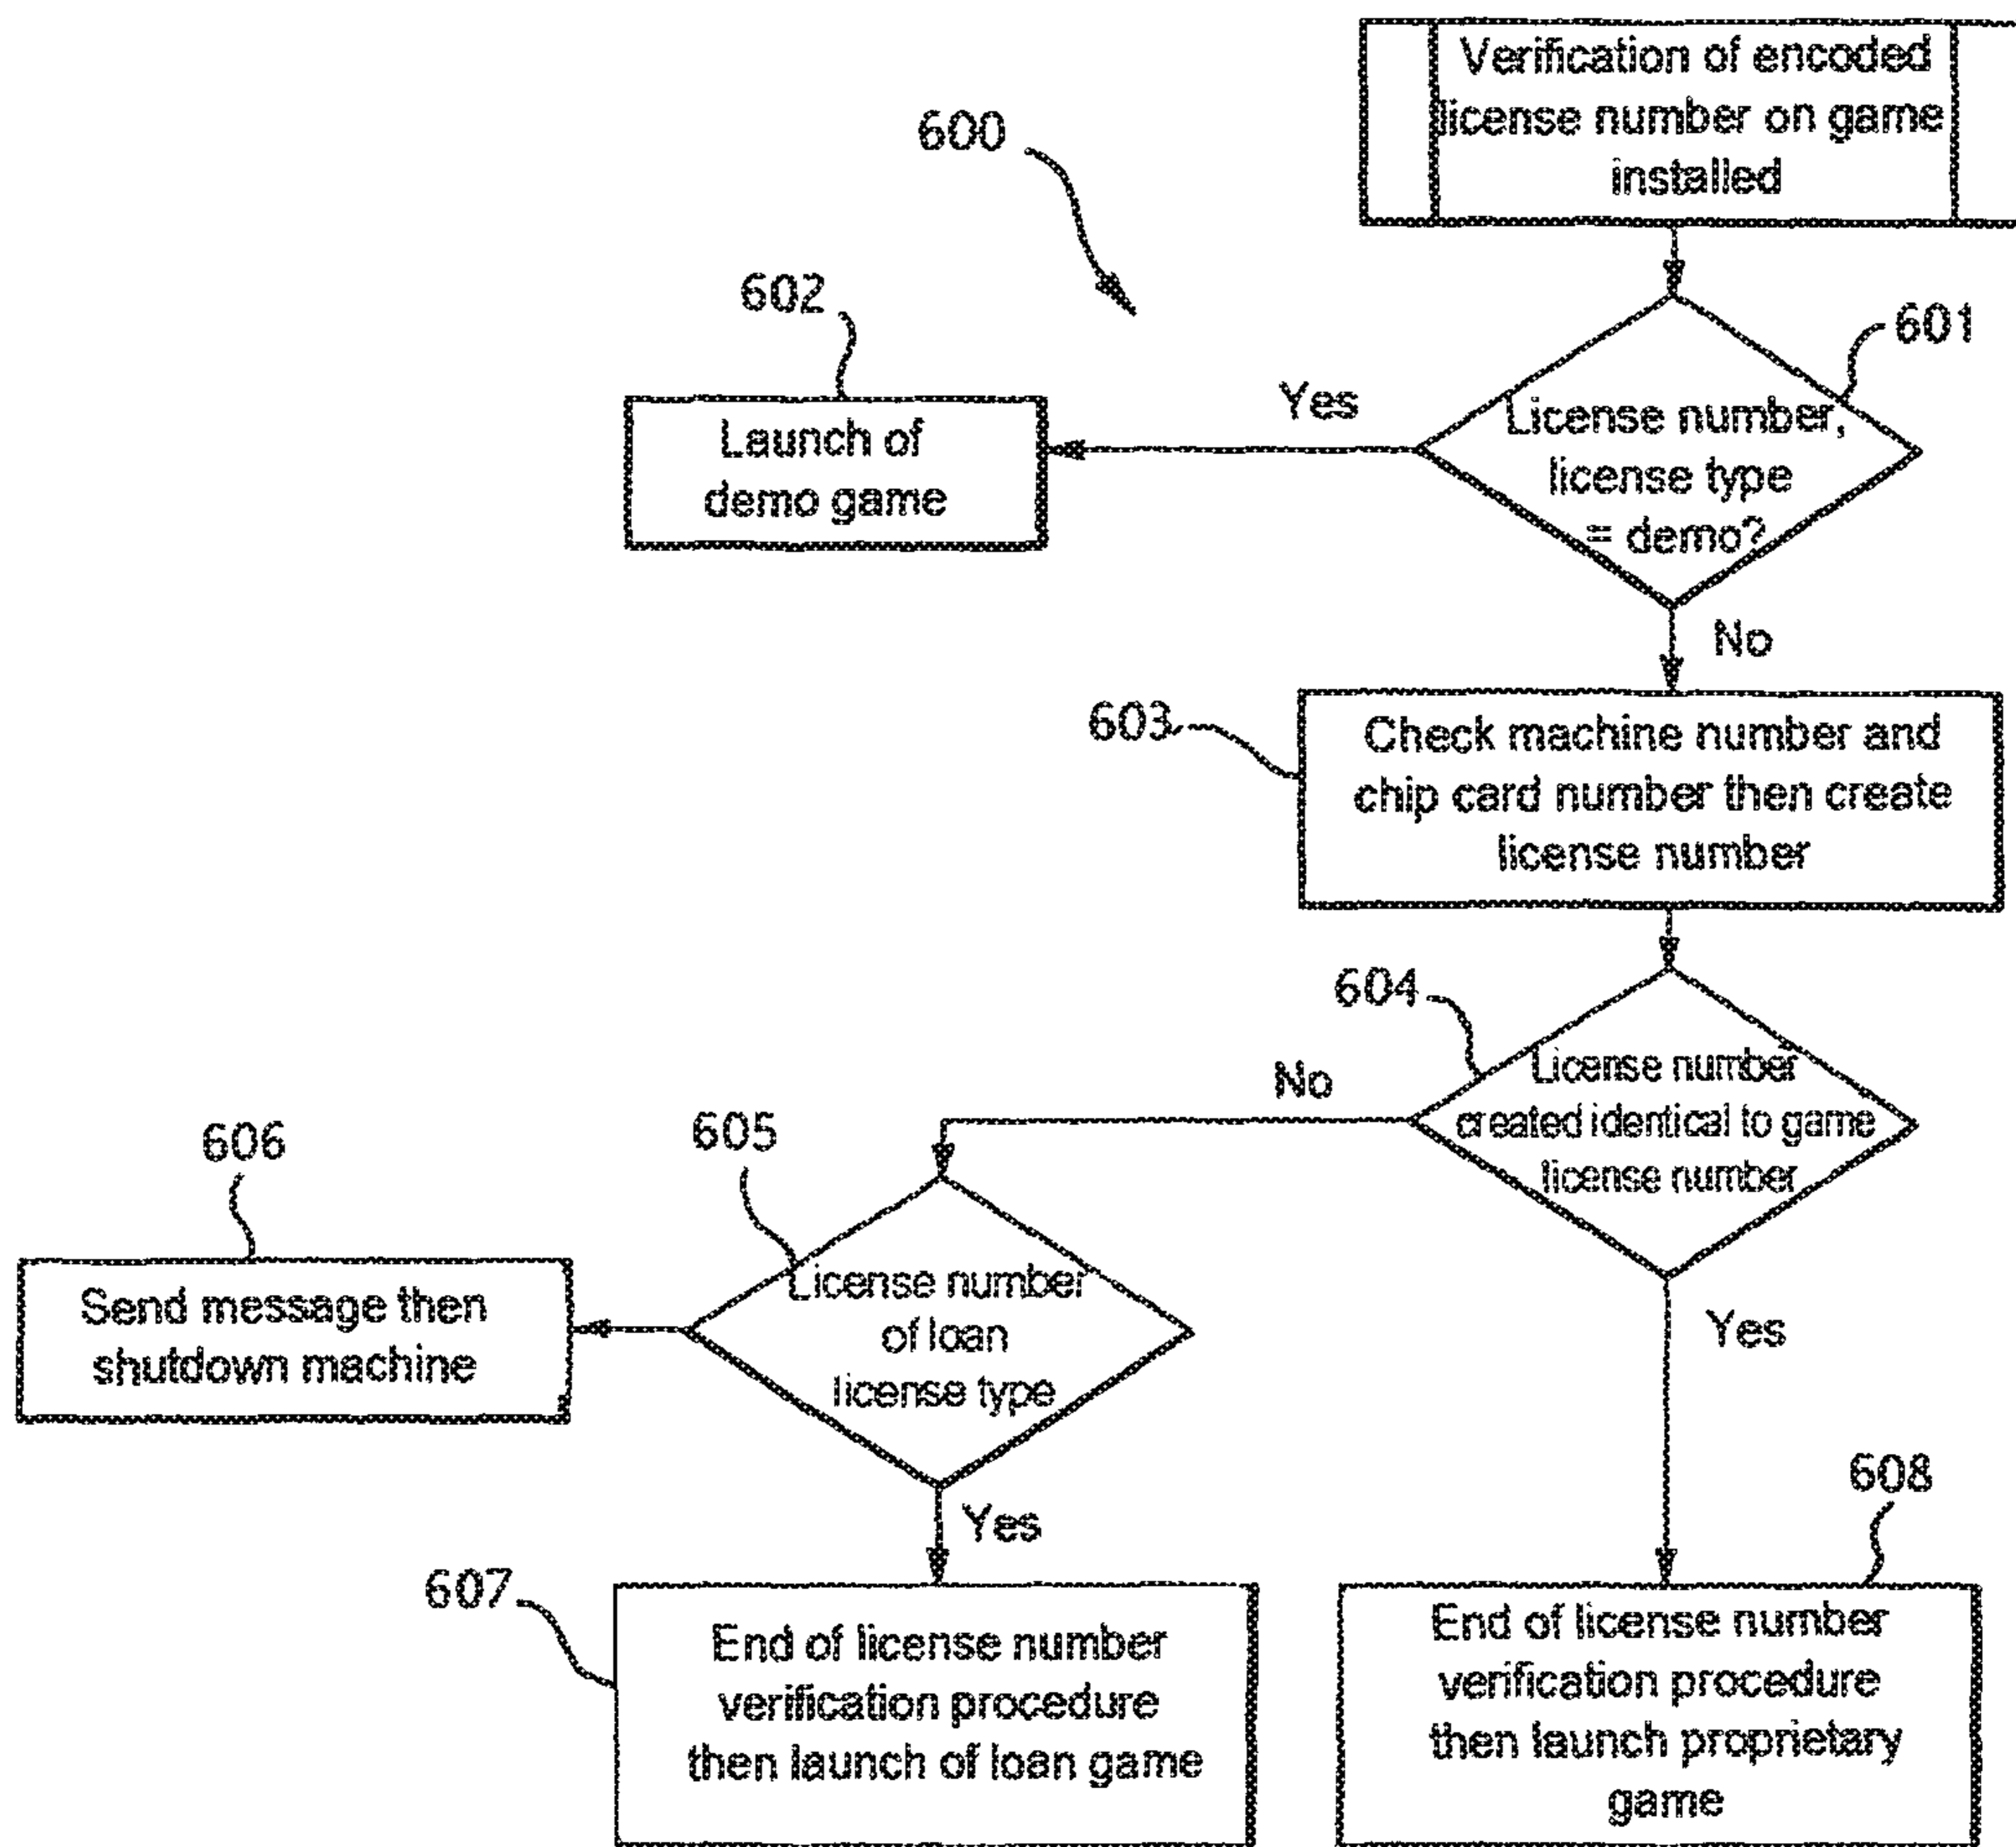 Verification of encoded
license number on game
installed
600
602
601
Yes
Launch of
demo game
License number,
license type
= demo?
No
603
Check machine number and
chip card number then create
license number
604
No
License number
created identical to game
license number
606
605
Send message then
shutdown machine
License number
of loan
license type
Yes
Yes
608
607
End of license number
verification procedure
then launch of loan game
End of license number
verification procedure
then launch proprietary
game